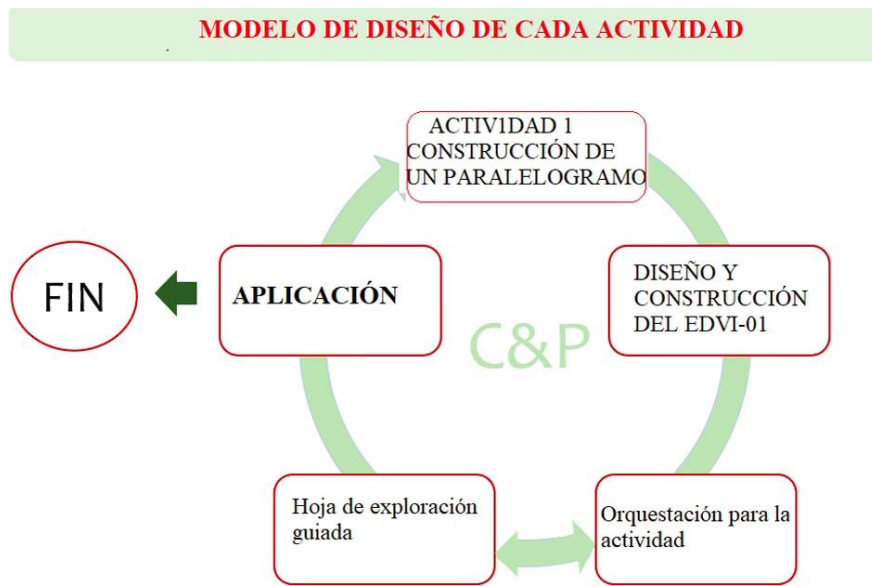 MODELO DE DISEÑO DE CADA ACTIVIDAD
.
ACTIVIDAD 1
CONSTRUCCIÓN DE
UN PARALELOGRAMO
FIN
APLICACIÓN
DISEÑO Y
CONSTRUCCIÓN
DEL EDVI-01
C&P
Hoja de exploración
guiada
Orquestación para la
actividad